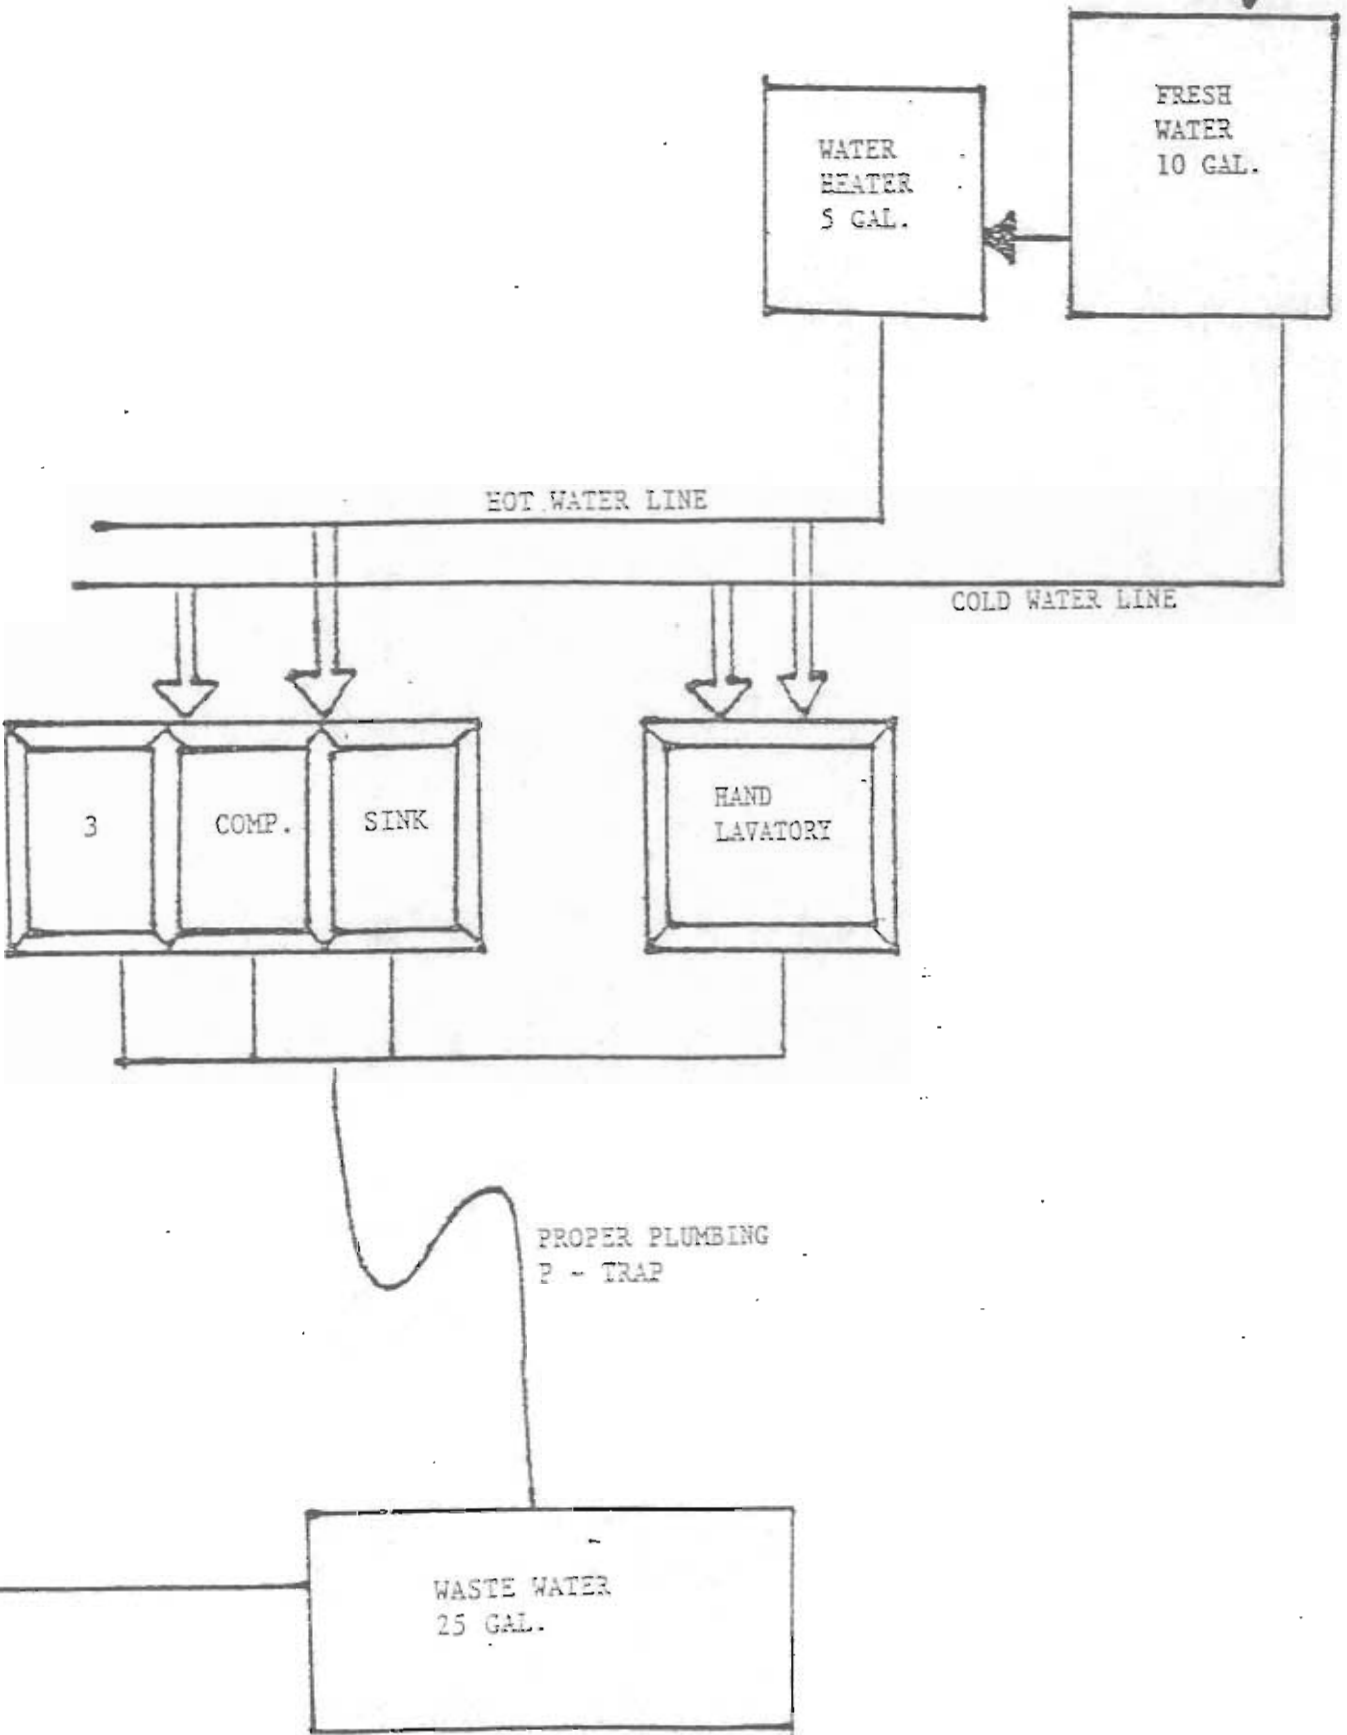 FRESH
WATER
10 GAL.
WATER
HEATER
5 GAL.
HOT WATER LINE
COLD WATER LINE
3 COMP. SINK
HAND
LAVATORY
PROPER PLUMBING
P - TRAP
WASTE WATER
25 GAL.